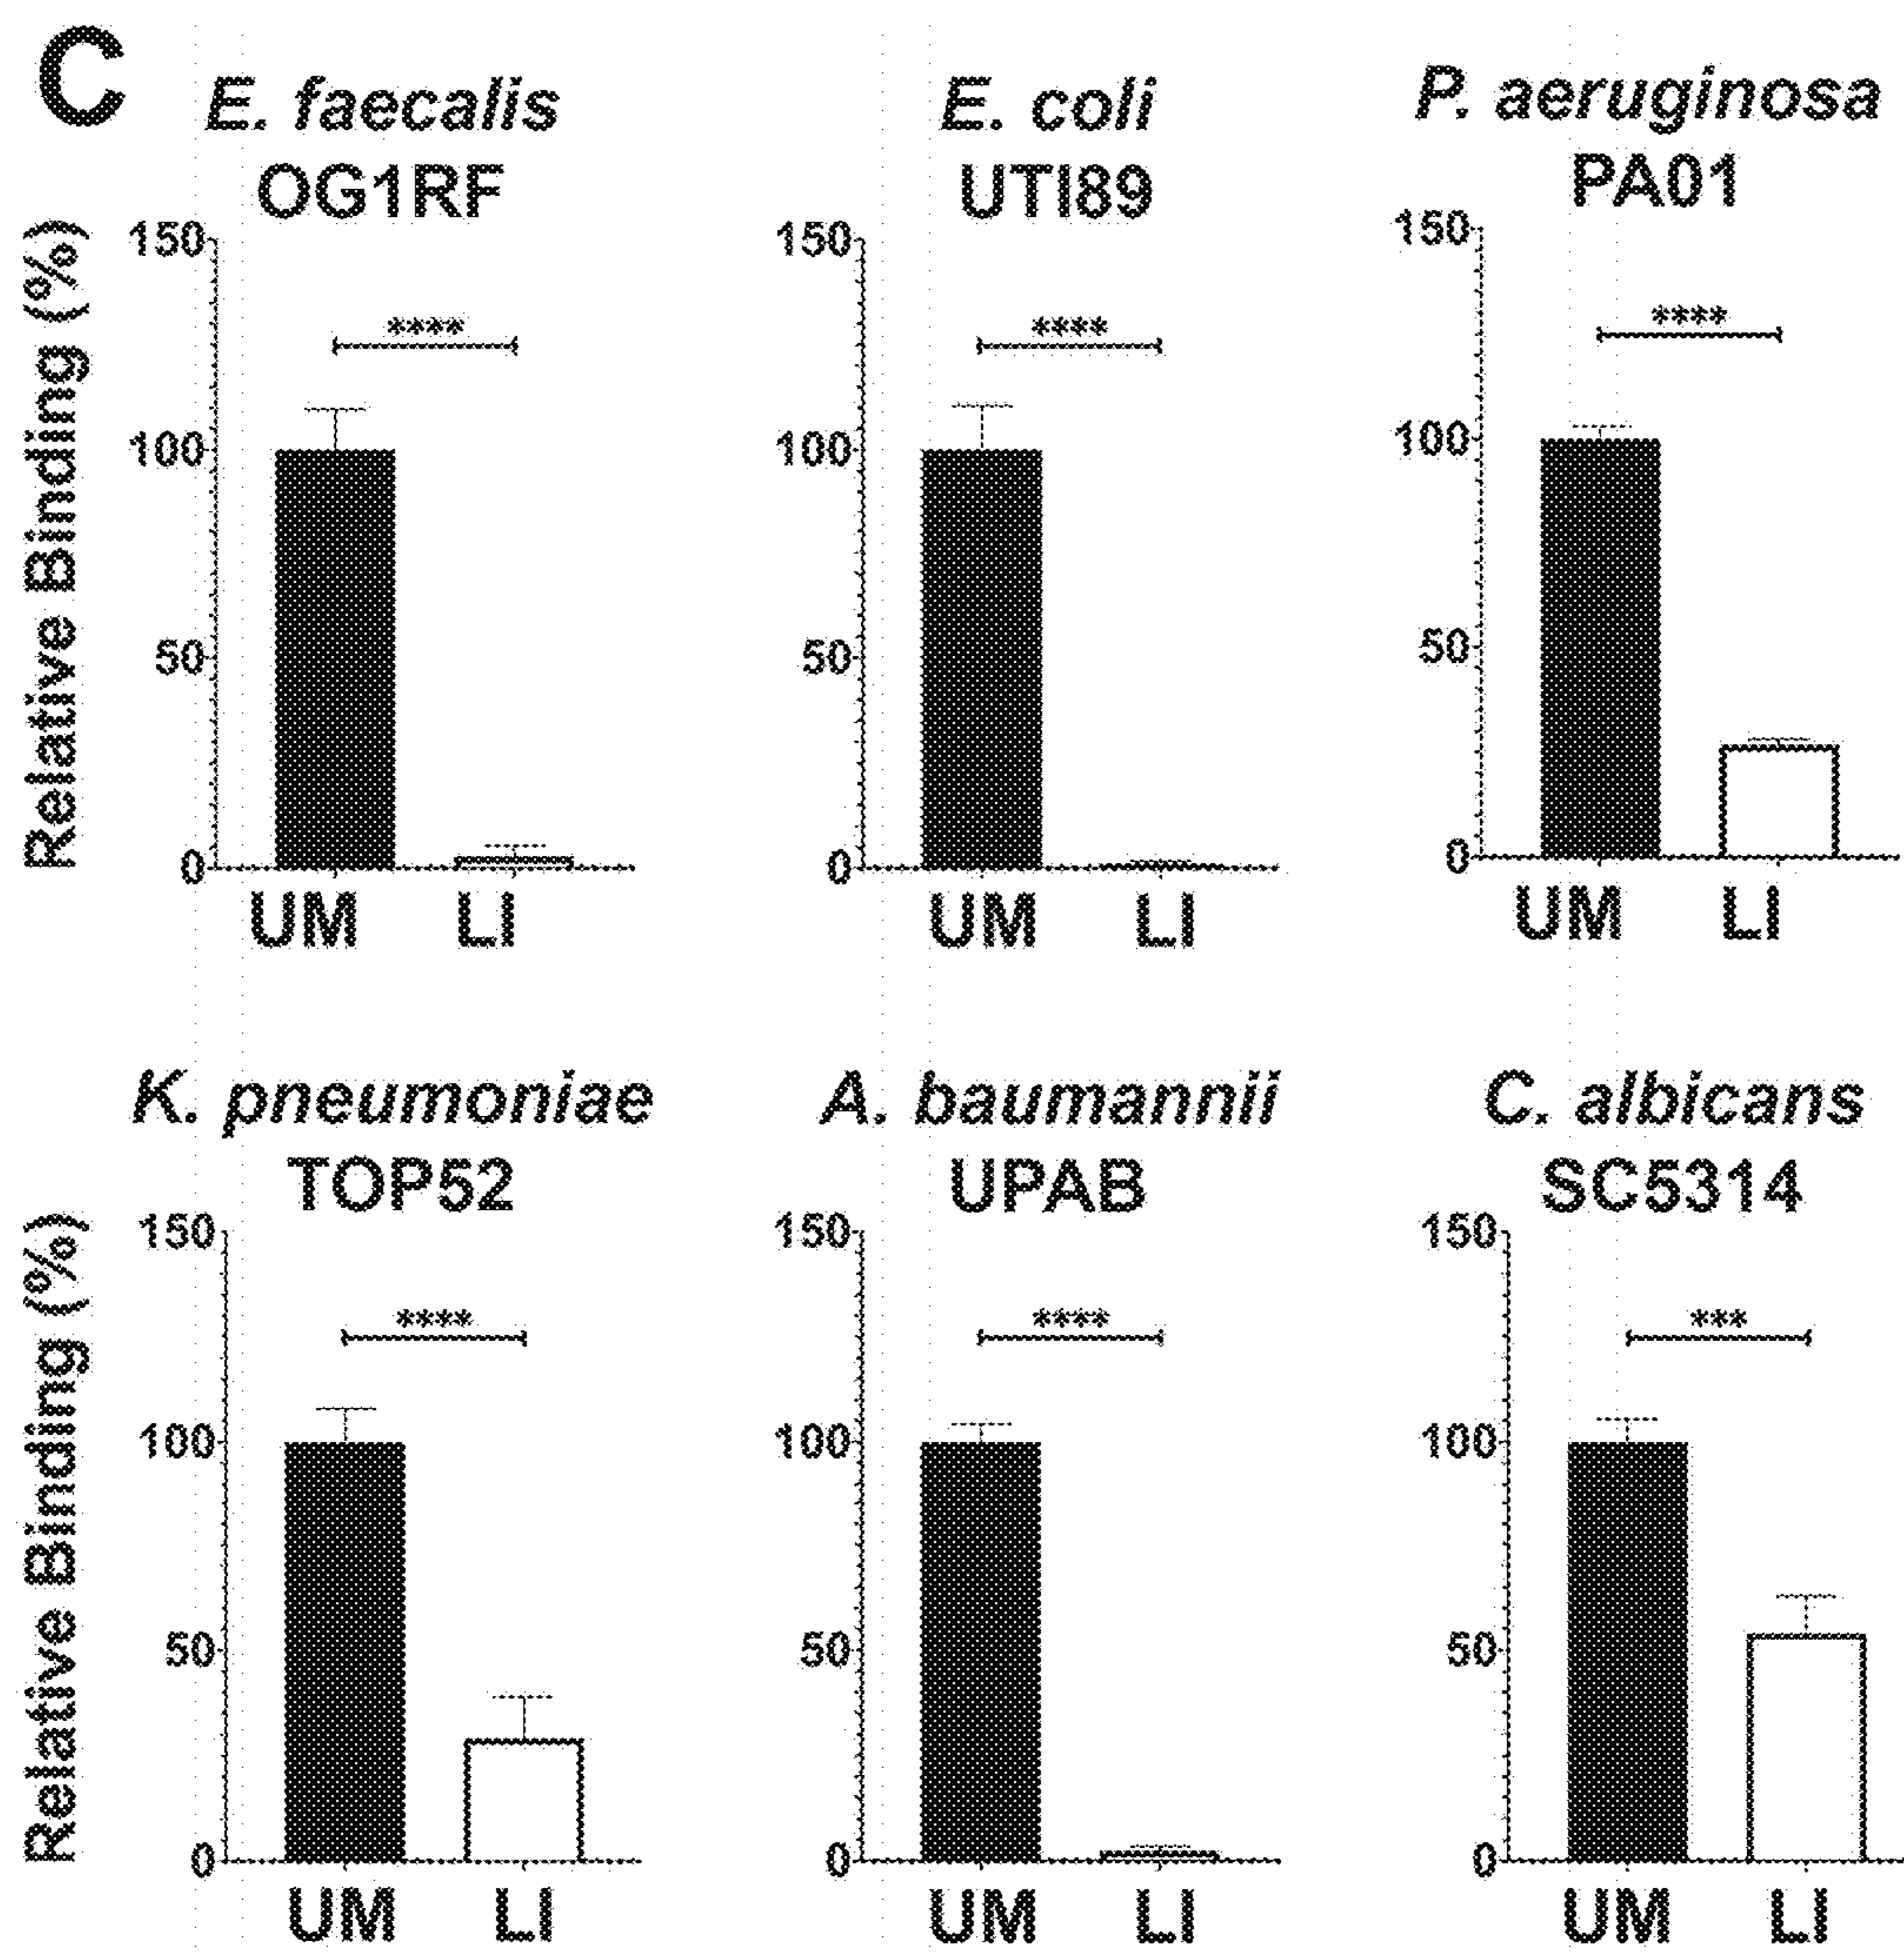 C
E. faecalis
OG1RF
Relative Binding (%)
150
100
50
0
****
UM LI
E. coli
UTI89
150
100
50
0
****
UM LI
P. aeruginosa
PA01
150
100
50
0
****
UM LI
K. pneumoniae
TOP52
Relative Binding (%)
150
100
50
0
****
UM LI
A. baumannii
UPAB
150
100
50
0
****
UM LI
C. albicans
SC5314
150
100
50
0
***
UM LI